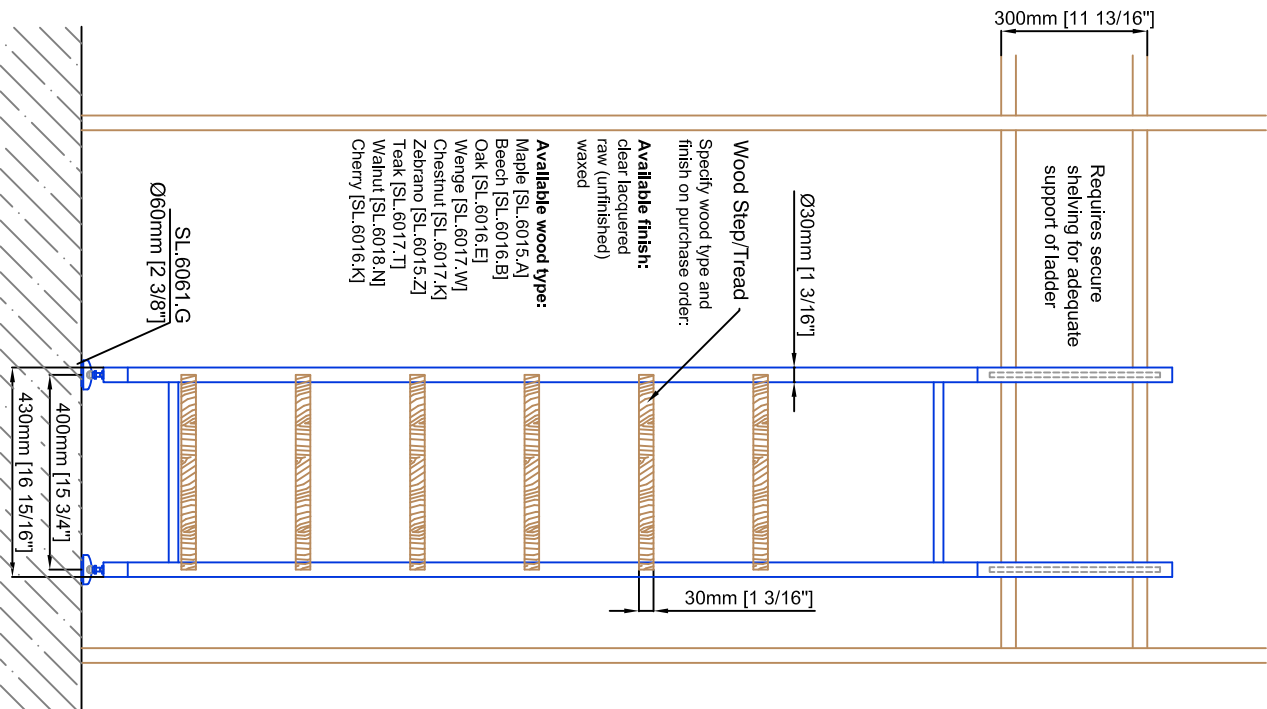 300mm [11 13/16"]
Requires secure
shelving for adequate
support of ladder
Ø30mm [1 3/16"]
Wood Step/Tread
Specify wood type and
finish on purchase order:
Available finish:
clear lacquered
raw (unfinished)
waxed
Available wood type:
Maple [SL.6015.A]
Beech [SL.6016.B]
Oak [SL.6016.E]
Wenge [SL.6017.W]
Chestnut [SL.6017.K]
Zebrano [SL.6015.Z]
Teak [SL.6017.T]
Walnut [SL.6018.N]
Cherry [SL.6016.K]
SL.6061.G
Ø60mm [2 3/8"]
30mm [1 3/16"]
400mm [15 3/4"]
430mm [16 15/16"]